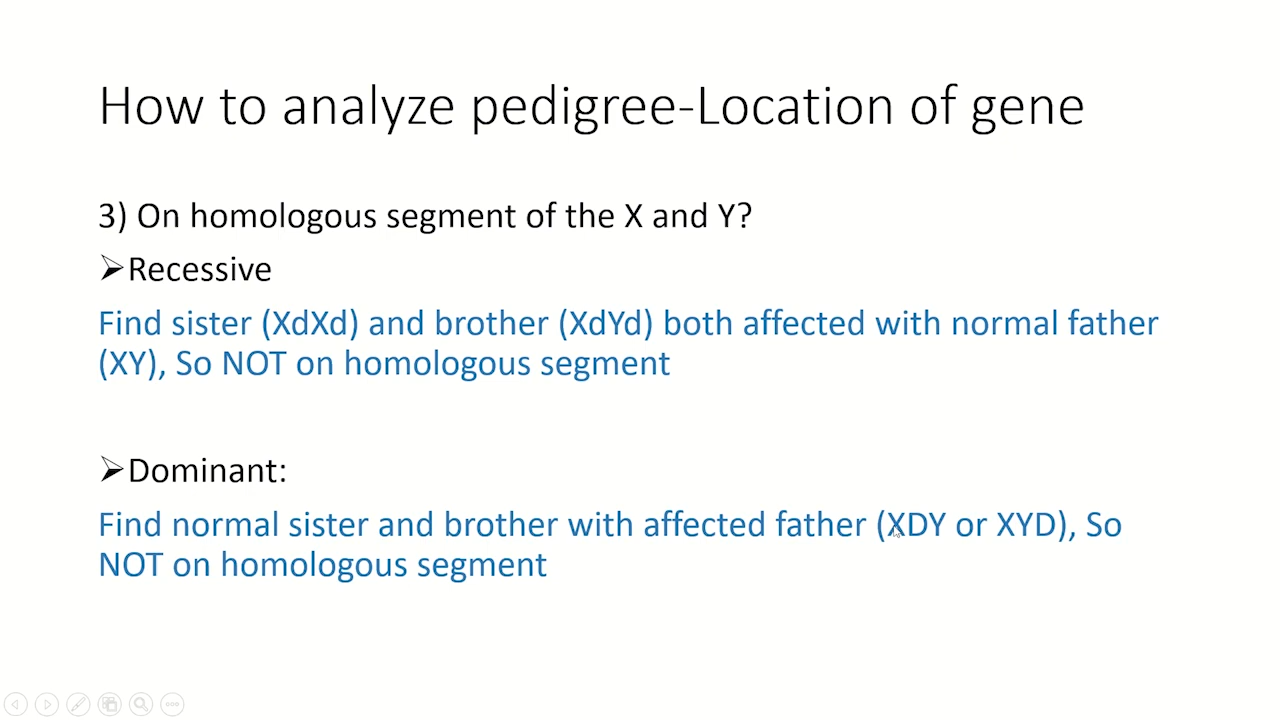 How to analyze pedigree-Location of gene
3) On homologous segment of the X and Y?
➢Recessive
Find sister (XdXd) and brother (XdYd) both affected with normal father
(XY), So NOT on homologous segment
➢Dominant:
Find normal sister and brother with affected father (XDY or XYD), So
NOT on homologous segment